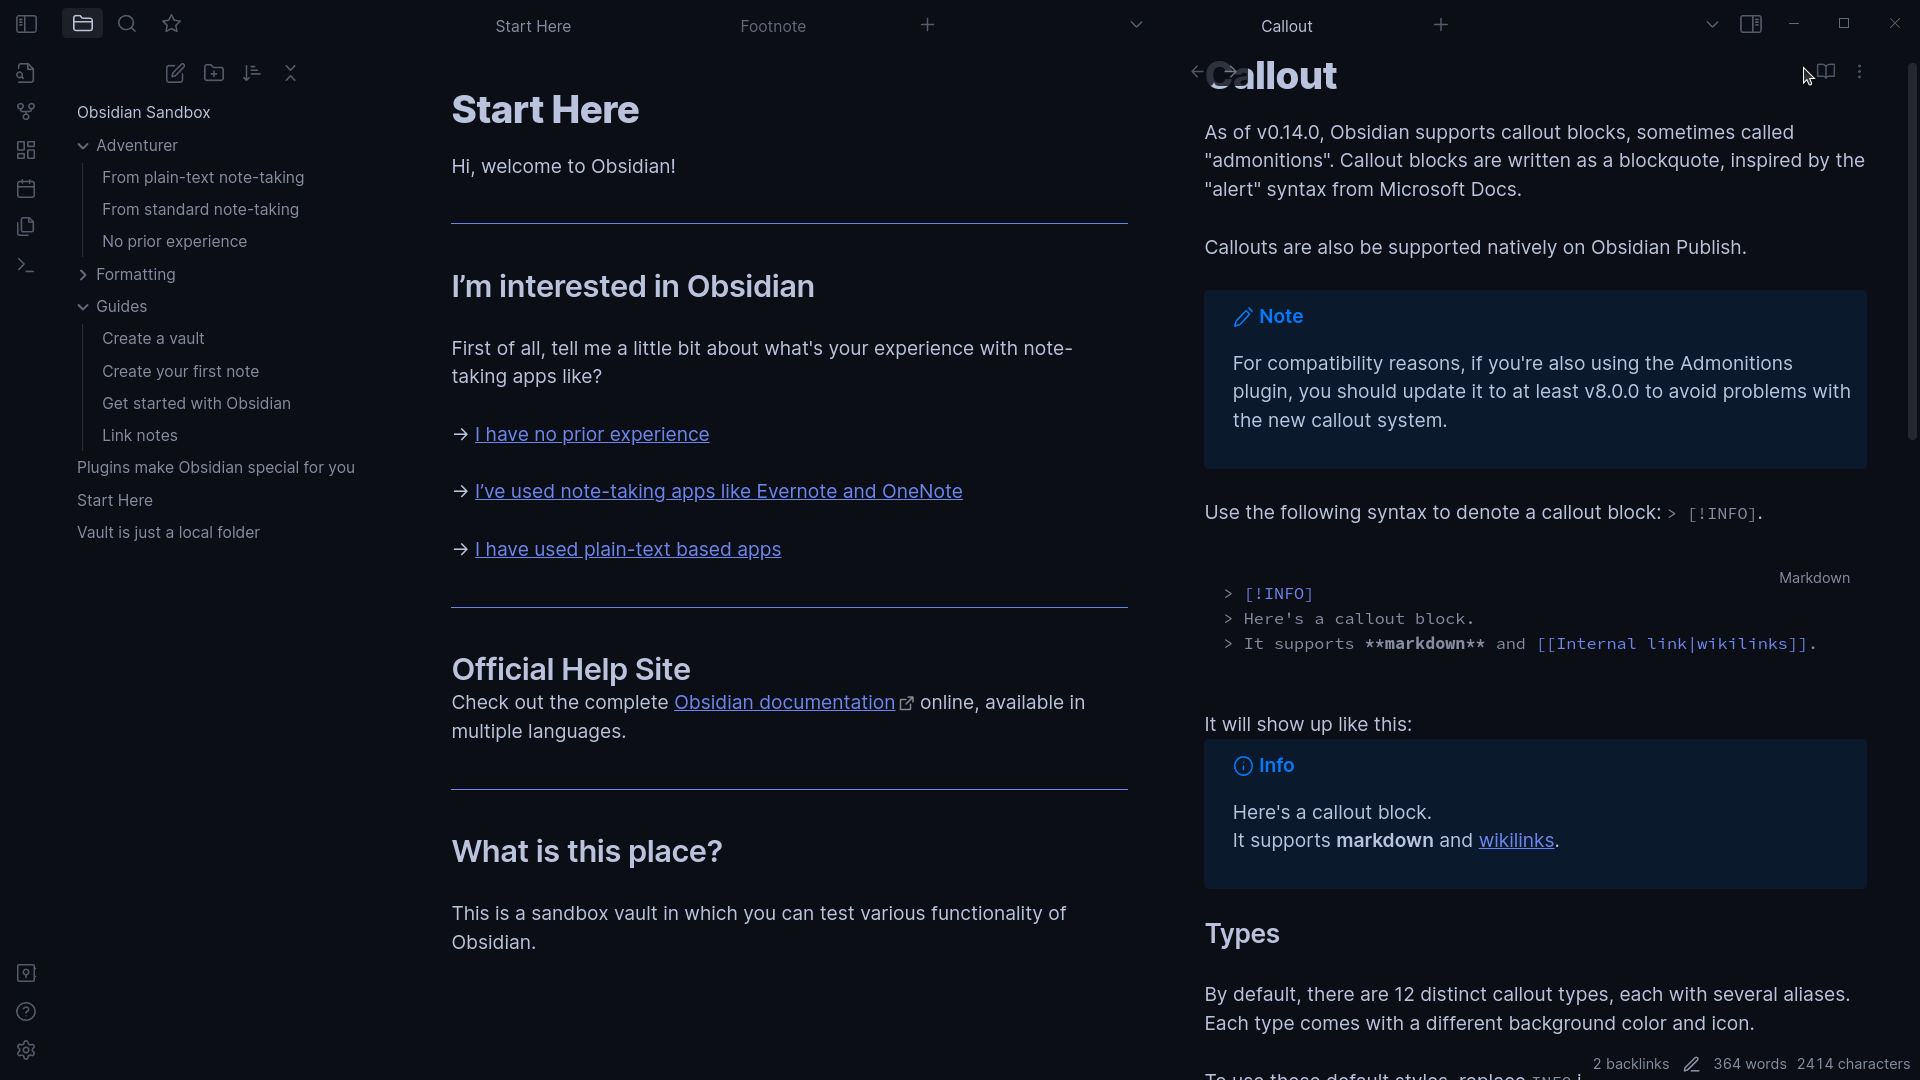 Start Here
Footnote
Callout
Obsidian Sandbox
Adventurer
From plain-text note-taking
From standard note-taking
No prior experience
Formatting
Guides
Create a vault
Create your first note
Get started with Obsidian
Link notes
Plugins make Obsidian special for you
Start Here
Vault is just a local folder
Start Here
Hi, welcome to Obsidian!
I’m interested in Obsidian
First of all, tell me a little bit about what's your experience with note-
taking apps like?
→ I have no prior experience
→ I’ve used note-taking apps like Evernote and OneNote
→ I have used plain-text based apps
Official Help Site
Check out the complete Obsidian documentation online, available in
multiple languages.
What is this place?
This is a sandbox vault in which you can test various functionality of
Obsidian.
Callout
As of v0.14.0, Obsidian supports callout blocks, sometimes called
"admonitions". Callout blocks are written as a blockquote, inspired by the
"alert" syntax from Microsoft Docs.
Callouts are also be supported natively on Obsidian Publish.
Note
For compatibility reasons, if you're also using the Admonitions
plugin, you should update it to at least v8.0.0 to avoid problems with
the new callout system.
Use the following syntax to denote a callout block: > [!INFO].
Markdown
> [!INFO]
> Here's a callout block.
> It supports **markdown** and [[Internal link|wikilinks]].
It will show up like this:
Info
Here's a callout block.
It supports markdown and wikilinks.
Types
By default, there are 12 distinct callout types, each with several aliases.
Each type comes with a different background color and icon.
To use these default styles, replace INFO i
2 backlinks 364 words 2414 characters